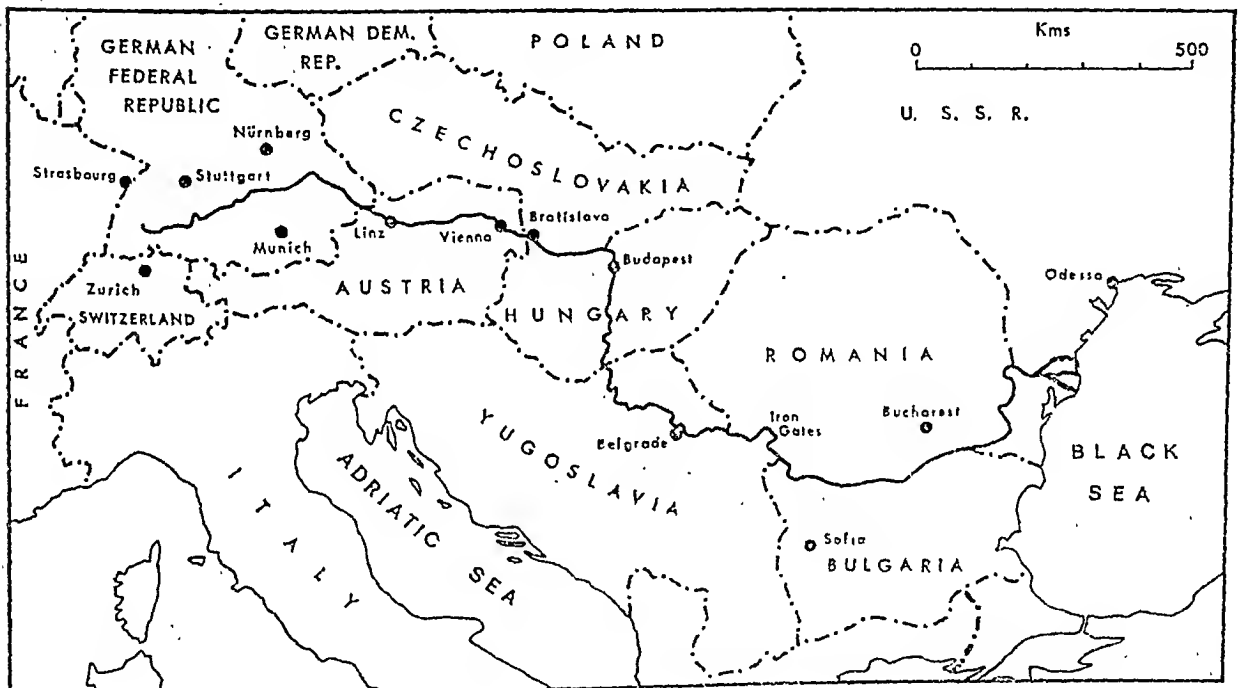 GERMAN
FEDERAL
REPUBLIC
GERMAN DEM.
REP.
POLAND
Kms
0 500
U. S. S. R.
CZECHOSLOVAKIA
Nürnberg
Strasbourg
Stuttgart
Munich
Linz
Vienna
Bratislava
Budapest
Zurich
SWITZERLAND
AUSTRIA
HUNGARY
FRANCE
Odessa
ROMANIA
Bucharest
Iron
Gates
Belgrade
YUGOSLAVIA
BLACK
SEA
ITALY
ADRIATIC SEA
Sofia
BULGARIA